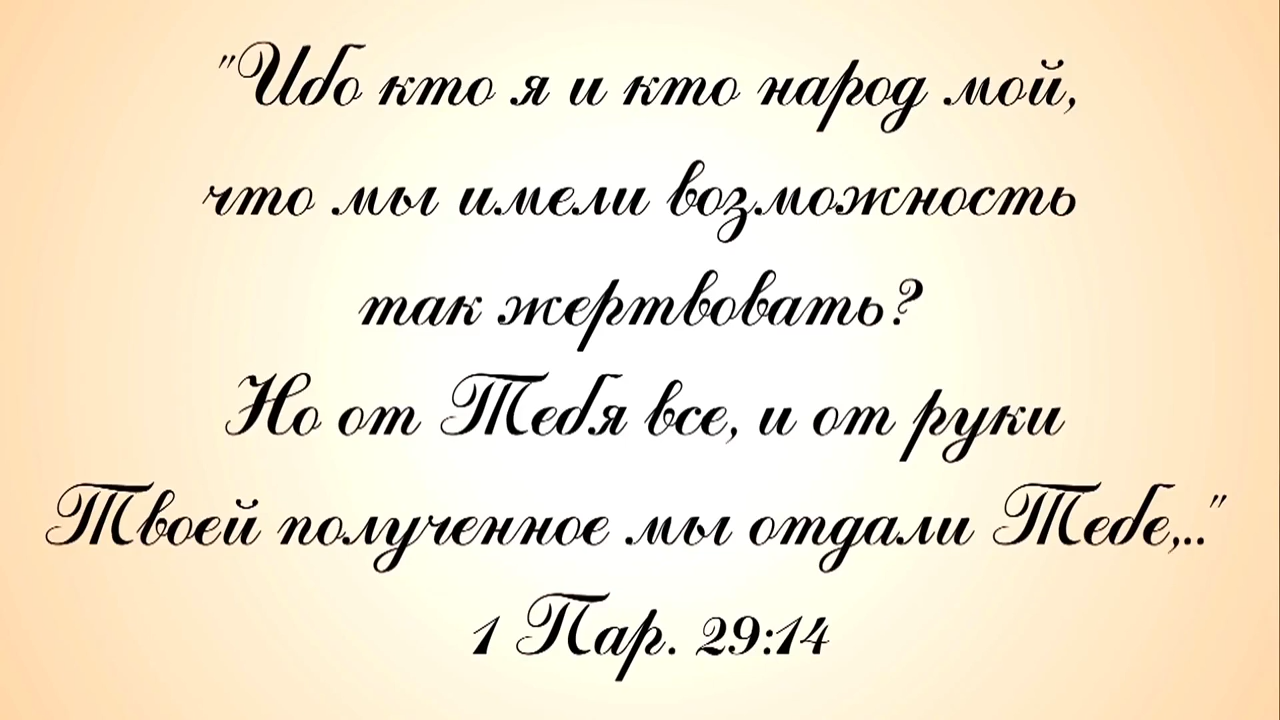 "Ибо кто я и кто народ мой,
что мы имели возможность
так жертвовать?
Но от Тебя все, и от руки
Твоей полученное мы отдали Тебе,.."
1 Пар. 29:14